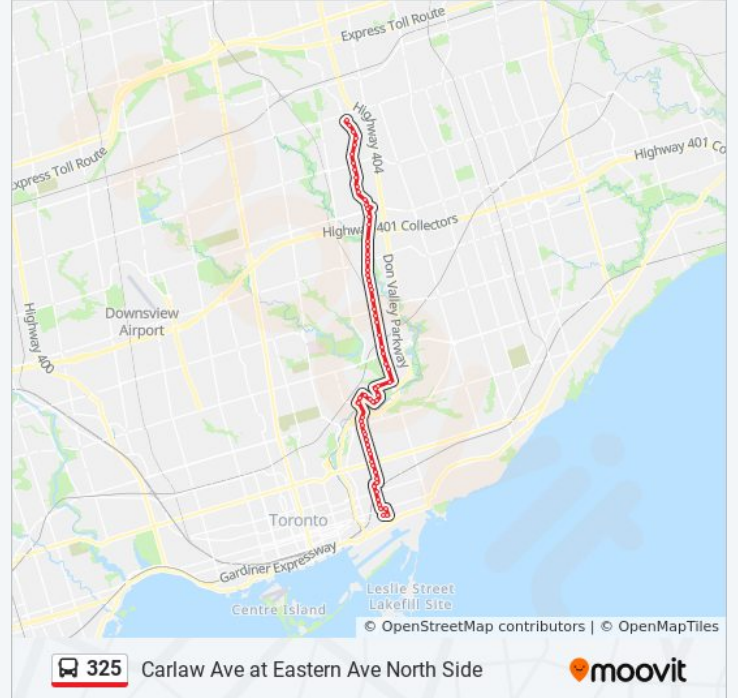 Express Toll Route
Highway 404
Express Toll Route
Highway 401 Co
Highway 401 Collectors
Don Valley Parkway
Downsview
Airport
Highway 400
Toronto
Gardiner Expressway
Leslie Street
Lakefill Site
Centre Island
© OpenStreetMap contributors | © OpenMapTiles
325 Carlaw Ave at Eastern Ave North Side moovit